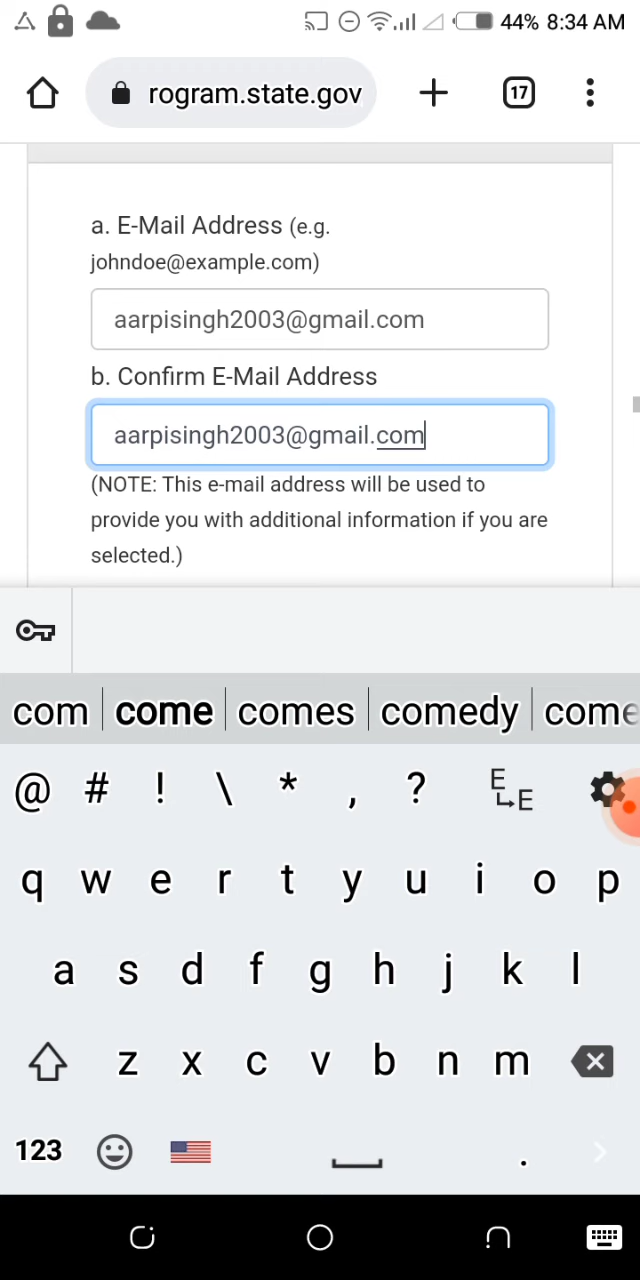 44% 8:34 AM
rogram.state.gov
17
a. E-Mail Address (e.g.
johndoe@example.com)
aarpisingh2003@gmail.com
b. Confirm E-Mail Address
aarpisingh2003@gmail.com
(NOTE: This e-mail address will be used to
provide you with additional information if you are
selected.)
com come comes comedy come
@ # ! \ * , ? E E
q w e r t y u i o p
a s d f g h j k l
z x c v b n m
123 .